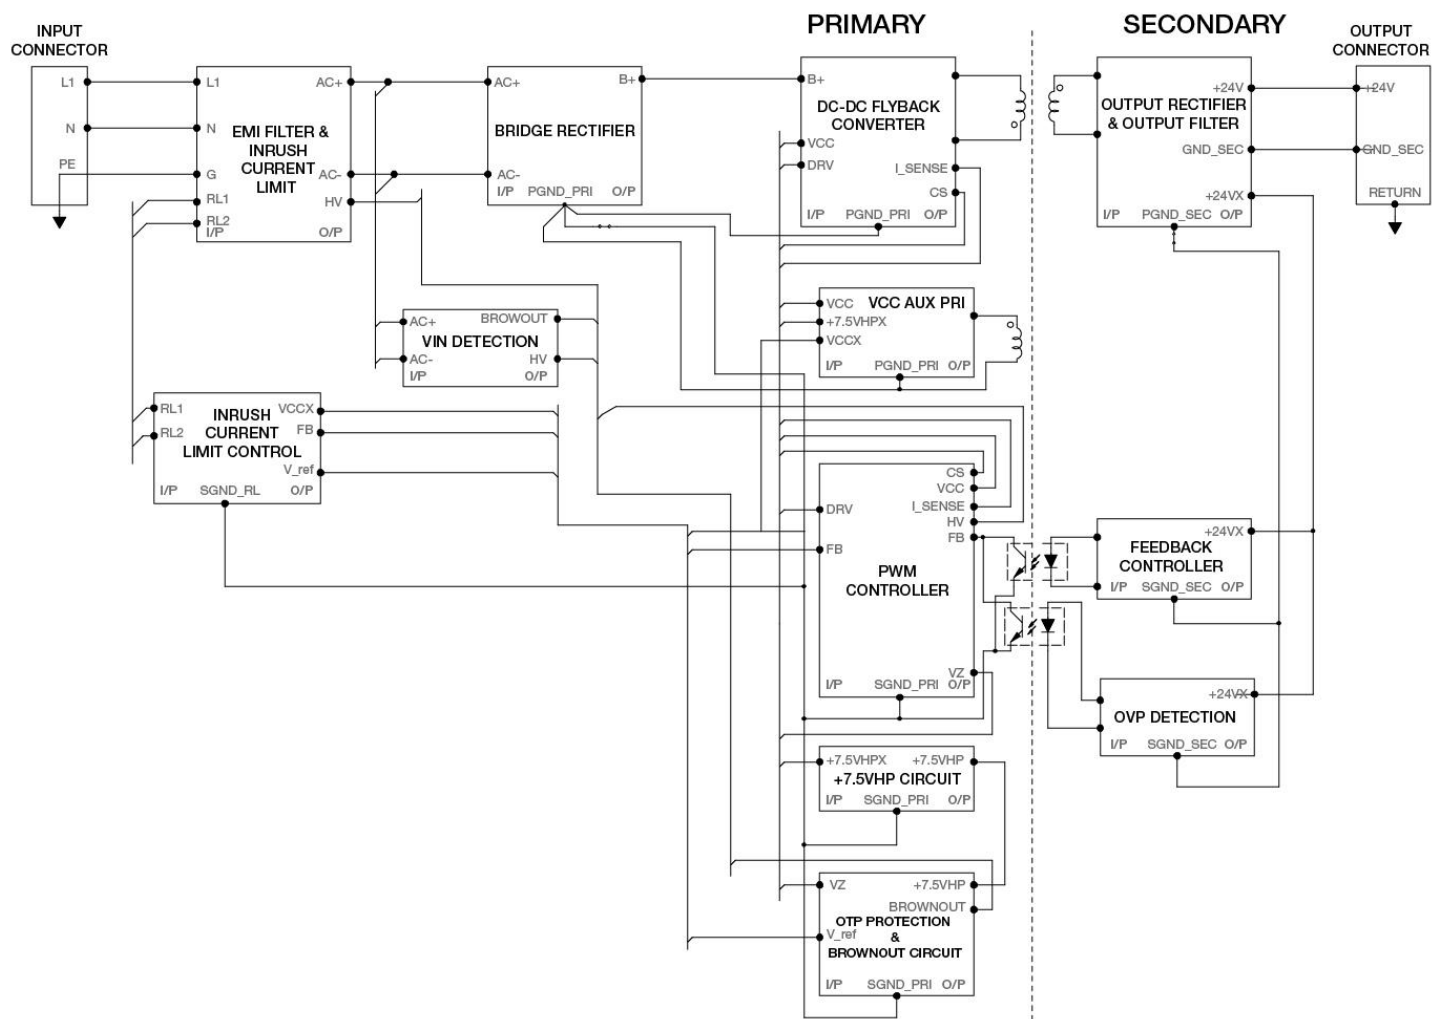 PRIMARY
SECONDARY
INPUT
CONNECTOR
L1
N
PE
L1
N
G
RL1
RL2
I/P
EMI FILTER &
INRUSH
CURRENT
LIMIT
AC+
AC-
HV
O/P
AC+
B+
BRIDGE RECTIFIER
AC-
I/P PGND_PRI O/P
B+
DC-DC FLYBACK
CONVERTER
VCC
DRV
I_SENSE
CS
I/P PGND_PRI O/P
OUTPUT RECTIFIER
& OUTPUT FILTER
+24V
GND_SEC
+24VX
I/P PGND_SEC O/P
OUTPUT
CONNECTOR
+24V
GND_SEC
RETURN
AC+ BROWOUT
VIN DETECTION
AC- HV
I/P O/P
VCC VCC AUX PRI
+7.5VHPX
VCCX
I/P PGND_PRI O/P
RL1 VCCX
RL2 FB
INRUSH
CURRENT
LIMIT CONTROL
V_ref
I/P SGND_RL O/P
CS
VCC
I_SENSE
HV
FB
DRV
FB
PWM
CONTROLLER
VZ
I/P SGND_PRI O/P
+24VX
FEEDBACK
CONTROLLER
I/P SGND_SEC O/P
+24VX
OVP DETECTION
I/P SGND_SEC O/P
+7.5VHPX +7.5VHP
+7.5VHP CIRCUIT
I/P SGND_PRI O/P
VZ +7.5VHP
BROWNOUT
OTP PROTECTION
&
BROWNOUT CIRCUIT
V_ref
I/P SGND_PRI O/P